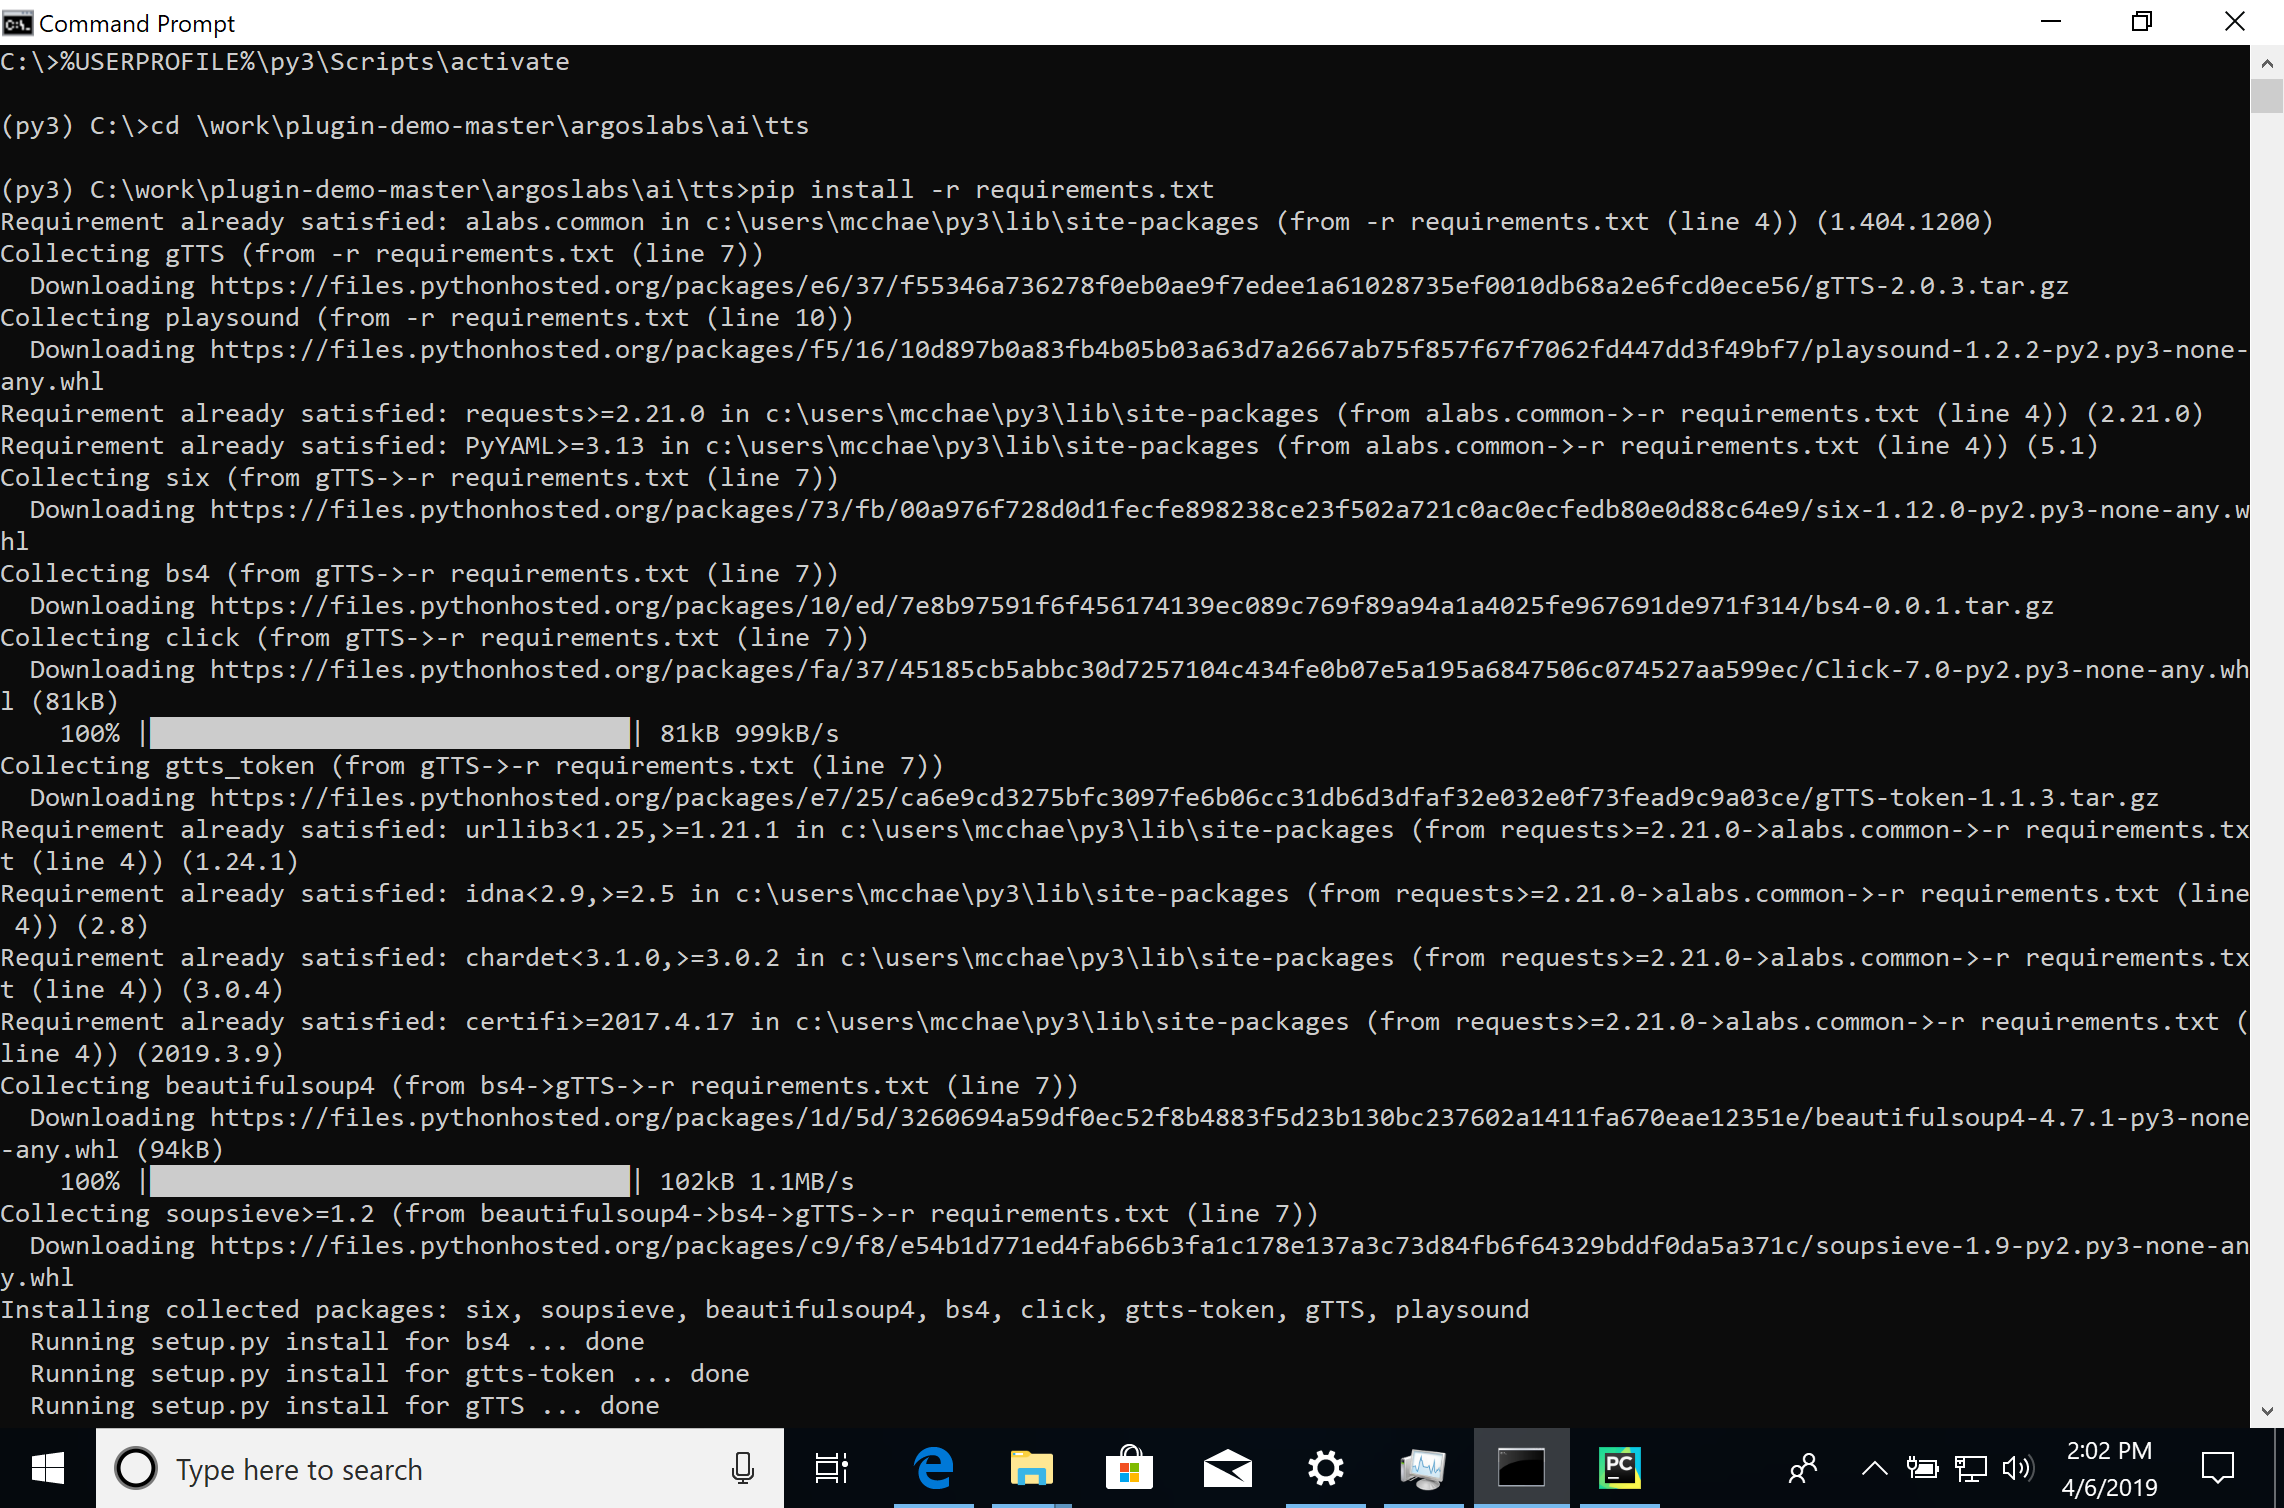 Command Prompt
C:\>%USERPROFILE%\py3\Scripts\activate
(py3) C:\>cd \work\plugin-demo-master\argoslabs\ai\tts
(py3) C:\work\plugin-demo-master\argoslabs\ai\tts>pip install -r requirements.txt
Requirement already satisfied: alabs.common in c:\users\mcchae\py3\lib\site-packages (from -r requirements.txt (line 4)) (1.404.1200)
Collecting gTTS (from -r requirements.txt (line 7))
  Downloading https://files.pythonhosted.org/packages/e6/37/f55346a736278f0eb0ae9f7edee1a61028735ef0010db68a2e6fcd0ece56/gTTS-2.0.3.tar.gz
Collecting playsound (from -r requirements.txt (line 10))
  Downloading https://files.pythonhosted.org/packages/f5/16/10d897b0a83fb4b05b03a63d7a2667ab75f857f67f7062fd447dd3f49bf7/playsound-1.2.2-py2.py3-none-
any.whl
Requirement already satisfied: requests>=2.21.0 in c:\users\mcchae\py3\lib\site-packages (from alabs.common->-r requirements.txt (line 4)) (2.21.0)
Requirement already satisfied: PyYAML>=3.13 in c:\users\mcchae\py3\lib\site-packages (from alabs.common->-r requirements.txt (line 4)) (5.1)
Collecting six (from gTTS->-r requirements.txt (line 7))
  Downloading https://files.pythonhosted.org/packages/73/fb/00a976f728d0d1fecfe898238ce23f502a721c0ac0ecfedb80e0d88c64e9/six-1.12.0-py2.py3-none-any.w
hl
Collecting bs4 (from gTTS->-r requirements.txt (line 7))
  Downloading https://files.pythonhosted.org/packages/10/ed/7e8b97591f6f456174139ec089c769f89a94a1a4025fe967691de971f314/bs4-0.0.1.tar.gz
Collecting click (from gTTS->-r requirements.txt (line 7))
  Downloading https://files.pythonhosted.org/packages/fa/37/45185cb5abbc30d7257104c434fe0b07e5a195a6847506c074527aa599ec/Click-7.0-py2.py3-none-any.wh
l (81kB)
    100% |████████████████████████████████| 81kB 999kB/s
Collecting gtts_token (from gTTS->-r requirements.txt (line 7))
  Downloading https://files.pythonhosted.org/packages/e7/25/ca6e9cd3275bfc3097fe6b06cc31db6d3dfaf32e032e0f73fead9c9a03ce/gTTS-token-1.1.3.tar.gz
Requirement already satisfied: urllib3<1.25,>=1.21.1 in c:\users\mcchae\py3\lib\site-packages (from requests>=2.21.0->alabs.common->-r requirements.tx
t (line 4)) (1.24.1)
Requirement already satisfied: idna<2.9,>=2.5 in c:\users\mcchae\py3\lib\site-packages (from requests>=2.21.0->alabs.common->-r requirements.txt (line
 4)) (2.8)
Requirement already satisfied: chardet<3.1.0,>=3.0.2 in c:\users\mcchae\py3\lib\site-packages (from requests>=2.21.0->alabs.common->-r requirements.tx
t (line 4)) (3.0.4)
Requirement already satisfied: certifi>=2017.4.17 in c:\users\mcchae\py3\lib\site-packages (from requests>=2.21.0->alabs.common->-r requirements.txt (
line 4)) (2019.3.9)
Collecting beautifulsoup4 (from bs4->gTTS->-r requirements.txt (line 7))
  Downloading https://files.pythonhosted.org/packages/1d/5d/3260694a59df0ec52f8b4883f5d23b130bc237602a1411fa670eae12351e/beautifulsoup4-4.7.1-py3-none
-any.whl (94kB)
    100% |████████████████████████████████| 102kB 1.1MB/s
Collecting soupsieve>=1.2 (from beautifulsoup4->bs4->gTTS->-r requirements.txt (line 7))
  Downloading https://files.pythonhosted.org/packages/c9/f8/e54b1d771ed4fab66b3fa1c178e137a3c73d84fb6f64329bddf0da5a371c/soupsieve-1.9-py2.py3-none-an
y.whl
Installing collected packages: six, soupsieve, beautifulsoup4, bs4, click, gtts-token, gTTS, playsound
  Running setup.py install for bs4 ... done
  Running setup.py install for gtts-token ... done
  Running setup.py install for gTTS ... done
Type here to search
PC
2:02 PM
4/6/2019